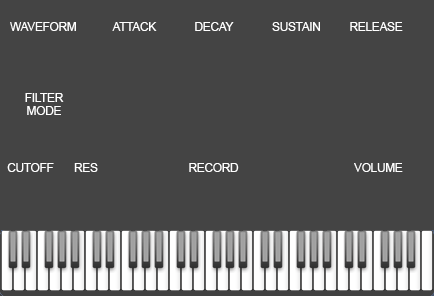 WAVEFORM ATTACK DECAY SUSTAIN RELEASE
FILTER
MODE
CUTOFF RES RECORD VOLUME